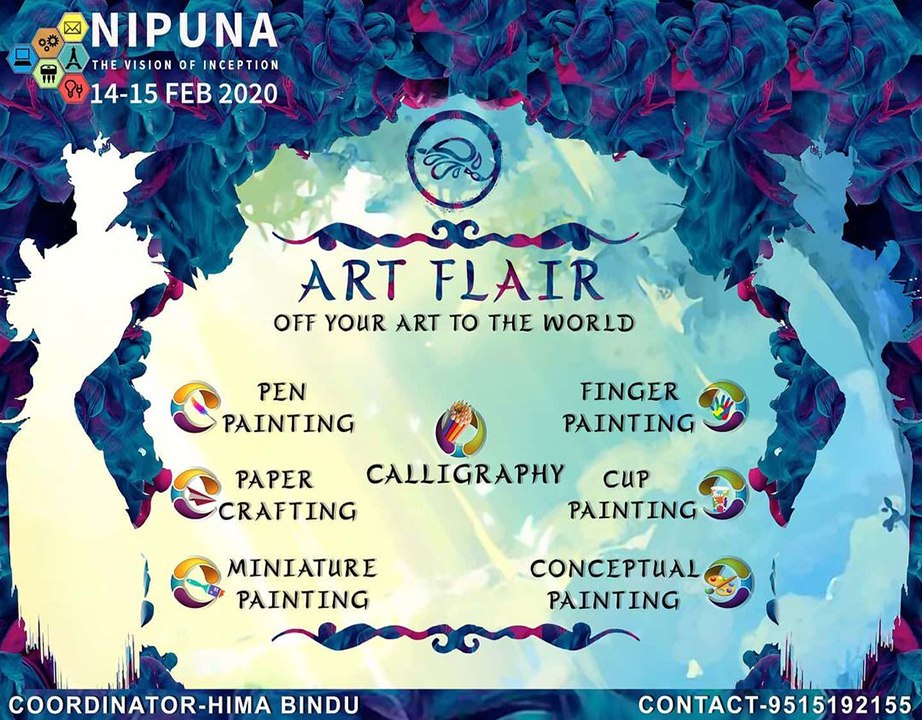 NIPUNA
THE VISION OF INCEPTION
14-15 FEB 2020
ART FLAIR
OFF YOUR ART TO THE WORLD
PEN
PAINTING
FINGER
PAINTING
CALLIGRAPHY
PAPER
CRAFTING
CUP
PAINTING
MINIATURE
PAINTING
CONCEPTUAL
PAINTING
COORDINATOR-HIMA BINDU
CONTACT-9515192155